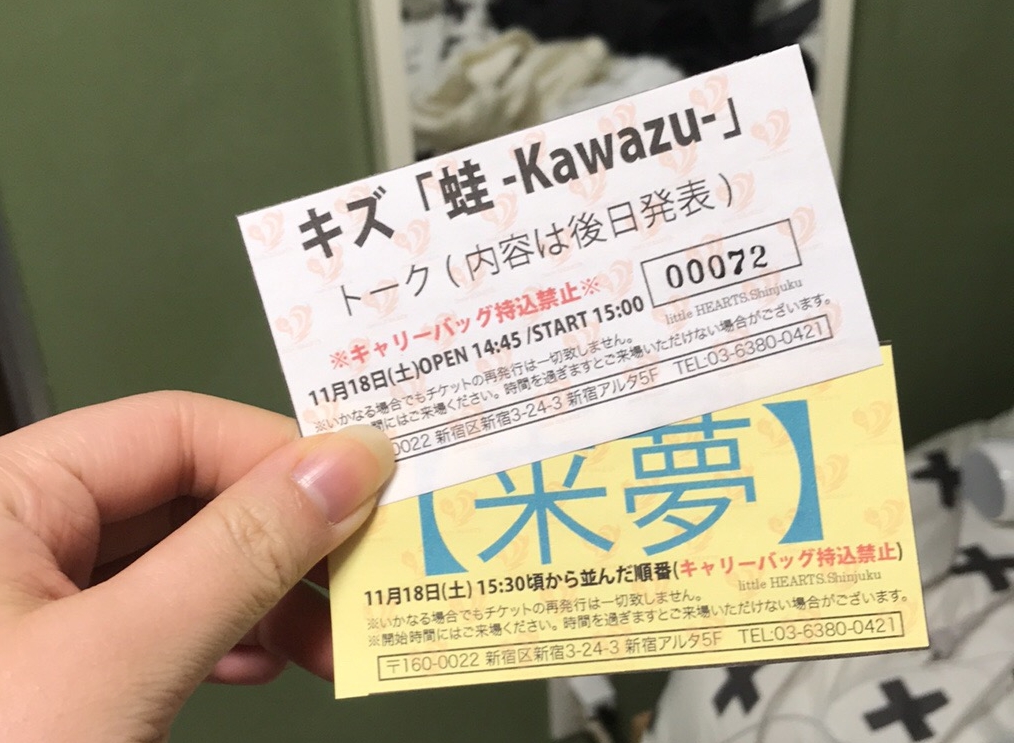 キズ「蛙 -Kawazu-」
トーク(内容は後日発表)
00072
※キャリーバッグ持込禁止※
little HEARTS.Shinjuku
11月18日(土)OPEN 14:45 /START 15:00
※いかなる場合でもチケットの再発行は一切致しません。
間にはご来場ください。時間を過ぎますとご来場いただけない場合がございます。
0022 新宿区新宿3-24-3 新宿アルタ5F TEL:03-6380-0421
【来夢】
11月18日(土) 15:30頃から並んだ順番(キャリーバッグ持込禁止)
little HEARTS.Shinjuku
※いかなる場合でもチケットの再発行は一切致しません。
※開始時間にはご来場ください。時間を過ぎますとご来場いただけない場合がございます。
〒160-0022 新宿区新宿3-24-3 新宿アルタ5F TEL:03-6380-0421